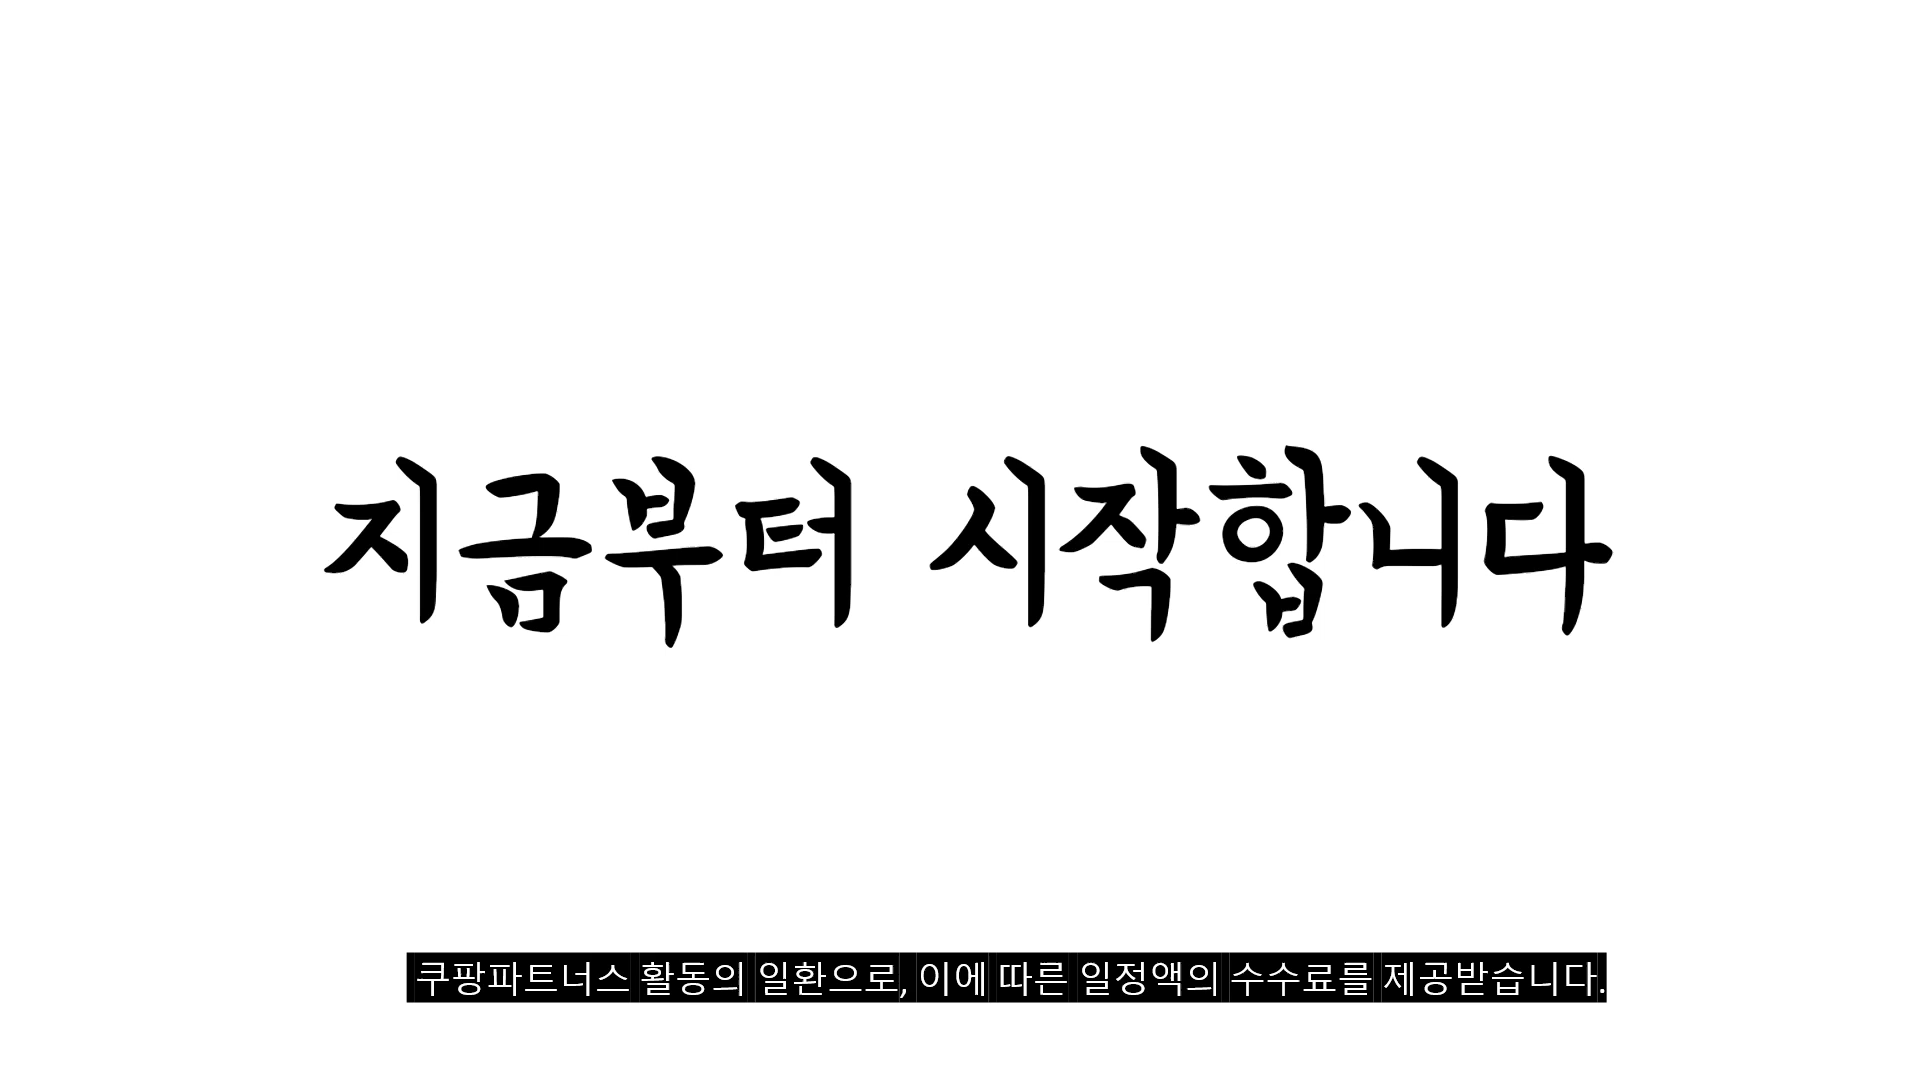 지금부터 시작합니다
쿠팡파트너스 활동의 일환으로, 이에 따른 일정액의 수수료를 제공받습니다.